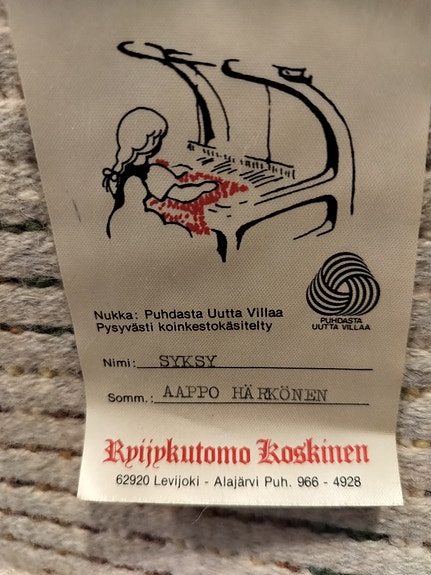 Nukka: Puhdasta Uutta Villaa
Pysyvästi koinkestokäsitelty
PUHDASTA
UUTTA VILLAA
Nimi: SYKSY
Somm.: AAPPO HÄRKÖNEN
Ryijykutomo Koskinen
62920 Levijoki - Alajärvi Puh. 966 - 4928